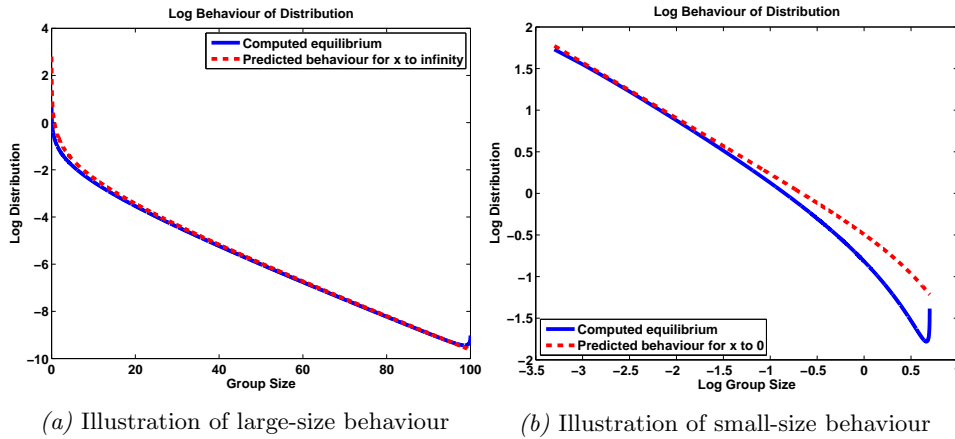 Log Behaviour of Distribution
4
2
0
−2
−4
−6
−8
−10
0
20
40
60
80
100
Log Distribution
Group Size
Computed equilibrium
Predicted behaviour for x to infinity
(a) Illustration of large-size behaviour
Log Behaviour of Distribution
2
1.5
1
0.5
0
−0.5
−1
−1.5
−2
−3.5
−3
−2.5
−2
−1.5
−1
−0.5
0
0.5
1
Log Distribution
Log Group Size
Computed equilibrium
Predicted behaviour for x to 0
(b) Illustration of small-size behaviour